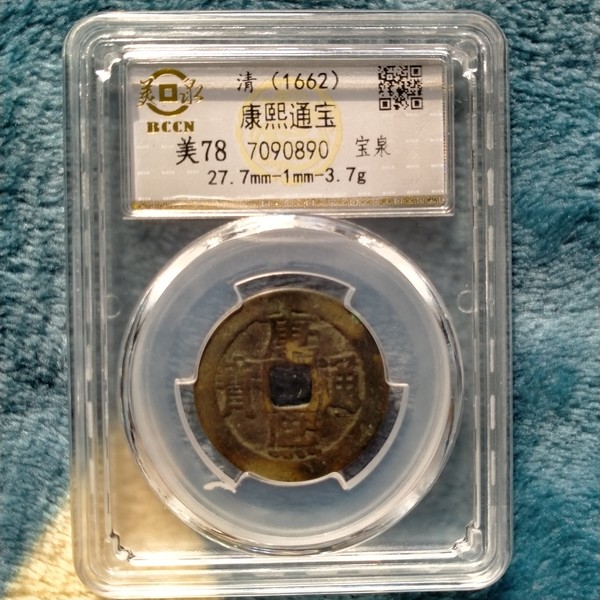 美泉
BCCN
清（1662）
康熙通宝
美78 7090890 宝泉
27.7mm-1mm-3.7g
康
熙
通
寳